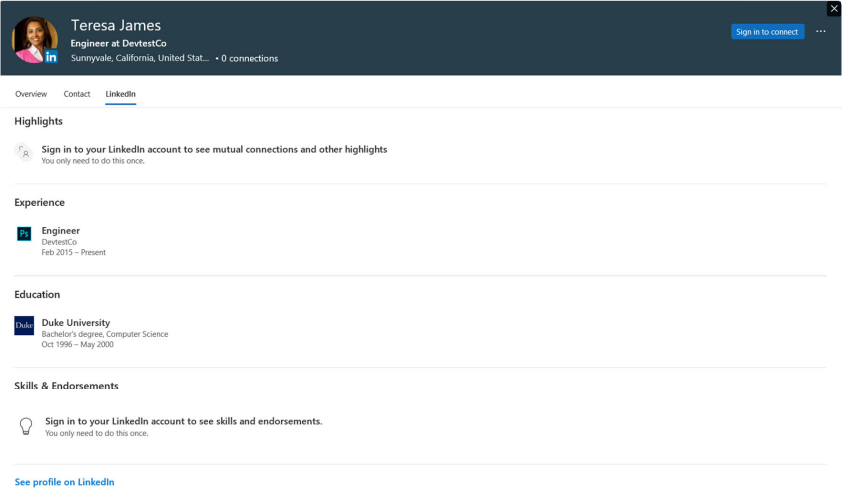 Teresa James
Engineer at DevtestCo
Sunnyvale, California, United Stat... • 0 connections
in
Sign in to connect
...
Overview Contact LinkedIn
Highlights
Sign in to your LinkedIn account to see mutual connections and other highlights
You only need to do this once.
Experience
Ps
Engineer
DevtestCo
Feb 2015 – Present
Education
Duke
Duke University
Bachelor's degree, Computer Science
Oct 1996 – May 2000
Skills & Endorsements
Sign in to your LinkedIn account to see skills and endorsements.
You only need to do this once.
See profile on LinkedIn